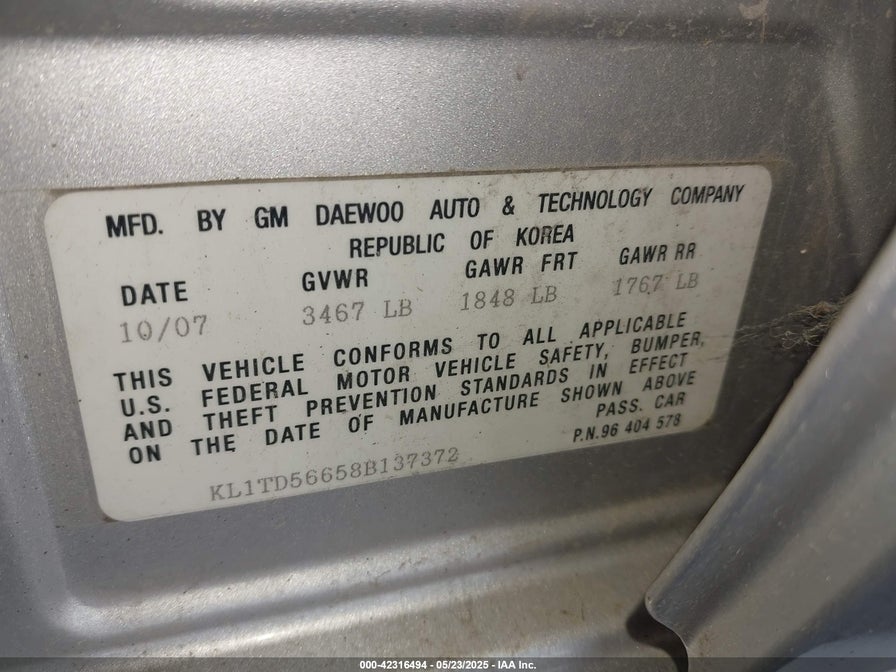 MFD. BY GM DAEWOO AUTO & TECHNOLOGY COMPANY
REPUBLIC OF KOREA
DATE GVWR GAWR FRT GAWR RR
10/07 3467 LB 1848 LB 1767 LB
THIS VEHICLE CONFORMS TO ALL APPLICABLE
U.S. FEDERAL MOTOR VEHICLE SAFETY, BUMPER,
AND THEFT PREVENTION STANDARDS IN EFFECT
ON THE DATE OF MANUFACTURE SHOWN ABOVE
PASS. CAR
P.N.96 404 578
KL1TD56658B137372
000-42316494 - 05/23/2025 - IAA Inc.